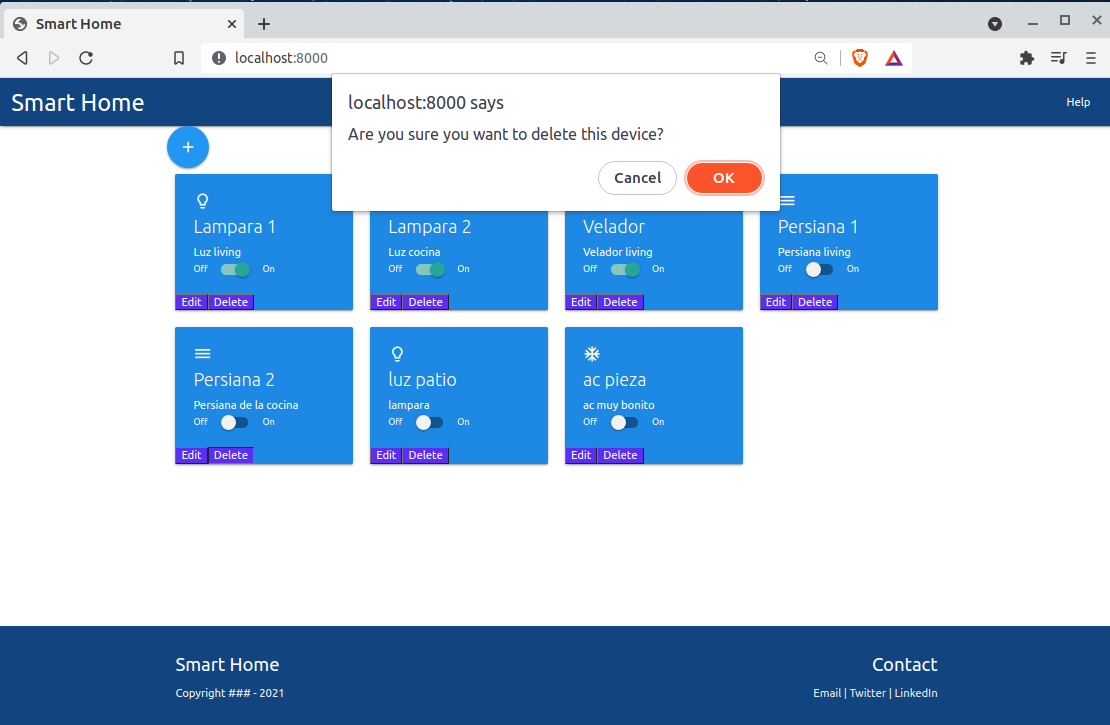 Smart Home
localhost:8000
Smart Home
Help
localhost:8000 says
Are you sure you want to delete this device?
Cancel OK
+
Lampara 1 Lampara 2 Velador Persiana 1
Luz living Luz cocina Velador living Persiana living
Off On Off On Off On Off On
Edit Delete Edit Delete Edit Delete Edit Delete
Persiana 2 luz patio ac pieza
Persiana de la cocina lampara ac muy bonito
Off On Off On Off On
Edit Delete Edit Delete Edit Delete
Smart Home Contact
Copyright ### - 2021 Email | Twitter | LinkedIn